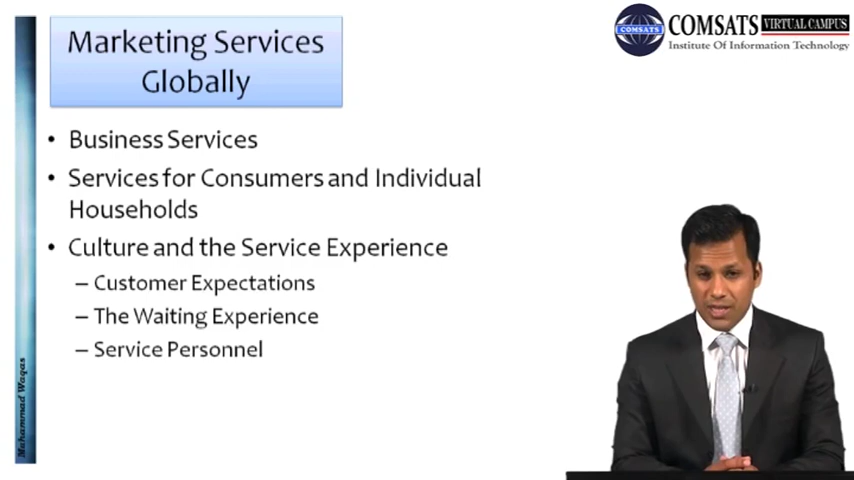 Marketing Services
Globally
COMSATS
COMSATS VIRTUAL CAMPUS
Institute Of Information Technology
• Business Services
• Services for Consumers and Individual
Households
• Culture and the Service Experience
– Customer Expectations
– The Waiting Experience
– Service Personnel
Muhammad Waqas